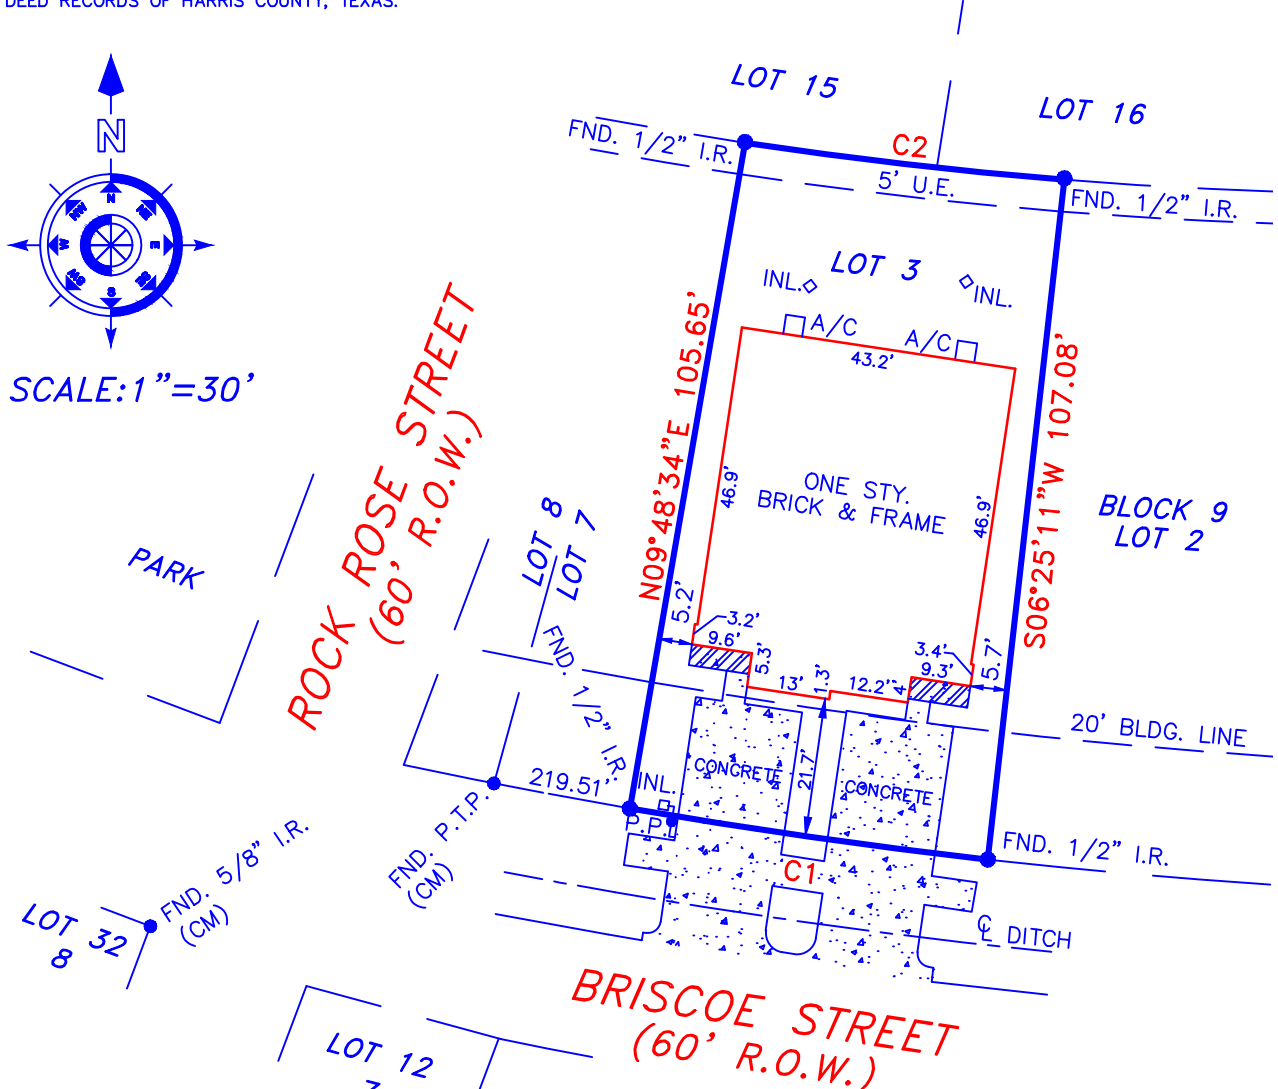 DEED RECORDS OF HARRIS COUNTY, TEXAS.
N
N
NE
E
SE
S
SW
W
NW
SCALE:1"=30'
LOT 15
LOT 16
C2
FND. 1/2" I.R.
5' U.E.
FND. 1/2" I.R.
LOT 3
INL.
INL.
A/C
A/C
43.2'
N09°48'34"E 105.65'
S06°25'11"W 107.08'
46.9'
46.9'
ONE STY.
BRICK & FRAME
BLOCK 9
LOT 2
ROCK ROSE STREET
(60' R.O.W.)
PARK
LOT 8
LOT 7
5.2'
3.2'
9.6'
5.3'
13'
1.3'
12.2'
4'
3.4'
9.3'
5.7'
FND. 1/2" I.R.
20' BLDG. LINE
CONCRETE
21.7'
CONCRETE
219.51'
INL.
P.P.
FND. P.T.P.
(CM)
FND. 1/2" I.R.
C1
FND. 5/8" I.R.
(CM)
LOT 32
8
CL DITCH
BRISCOE STREET
(60' R.O.W.)
LOT 12